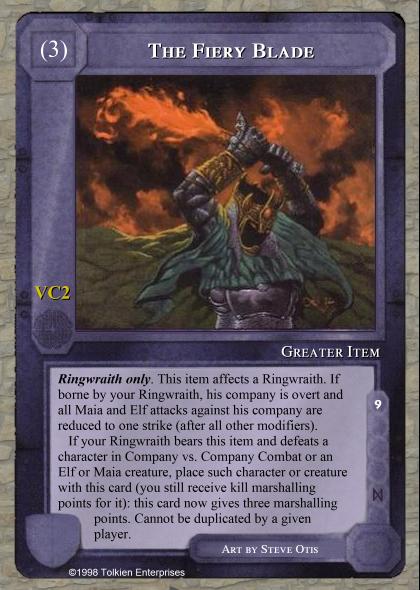 (3) THE FIERY BLADE
VC2
GREATER ITEM
Ringwraith only. This item affects a Ringwraith. If
borne by your Ringwraith, his company is overt and
all Maia and Elf attacks against his company are
reduced to one strike (after all other modifiers).
If your Ringwraith bears this item and defeats a
character in Company vs. Company Combat or an
Elf or Maia creature, place such character or creature
with this card (you still receive kill marshalling
points for it): this card now gives three marshalling
points. Cannot be duplicated by a given
player.
9
ART BY STEVE OTIS
©1998 Tolkien Enterprises